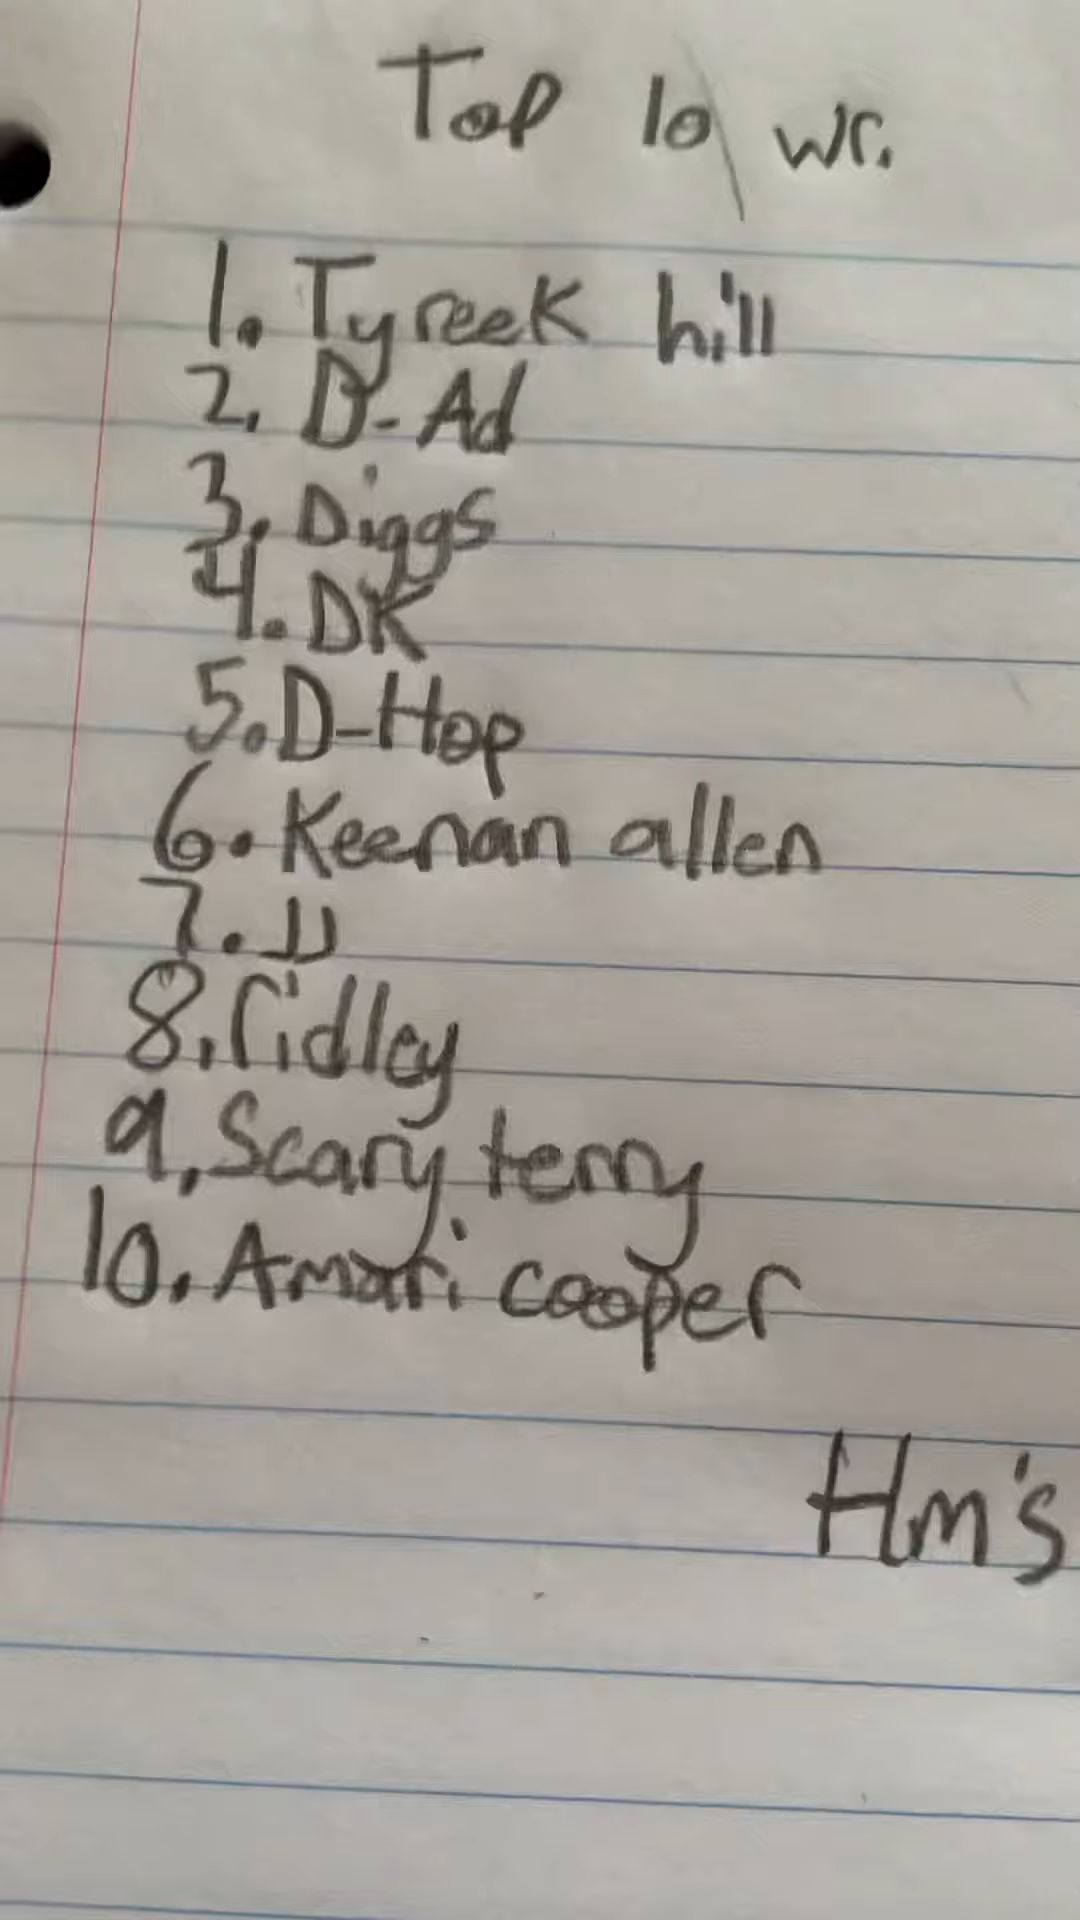 Top 10 wr.
1. Tyreek hill
2. D-Ad
3. Diggs
4. DK
5. D-Hop
6. Keenan allen
7. JJ
8. ridley
9. Scary terry
10. Amari cooper
Hm's